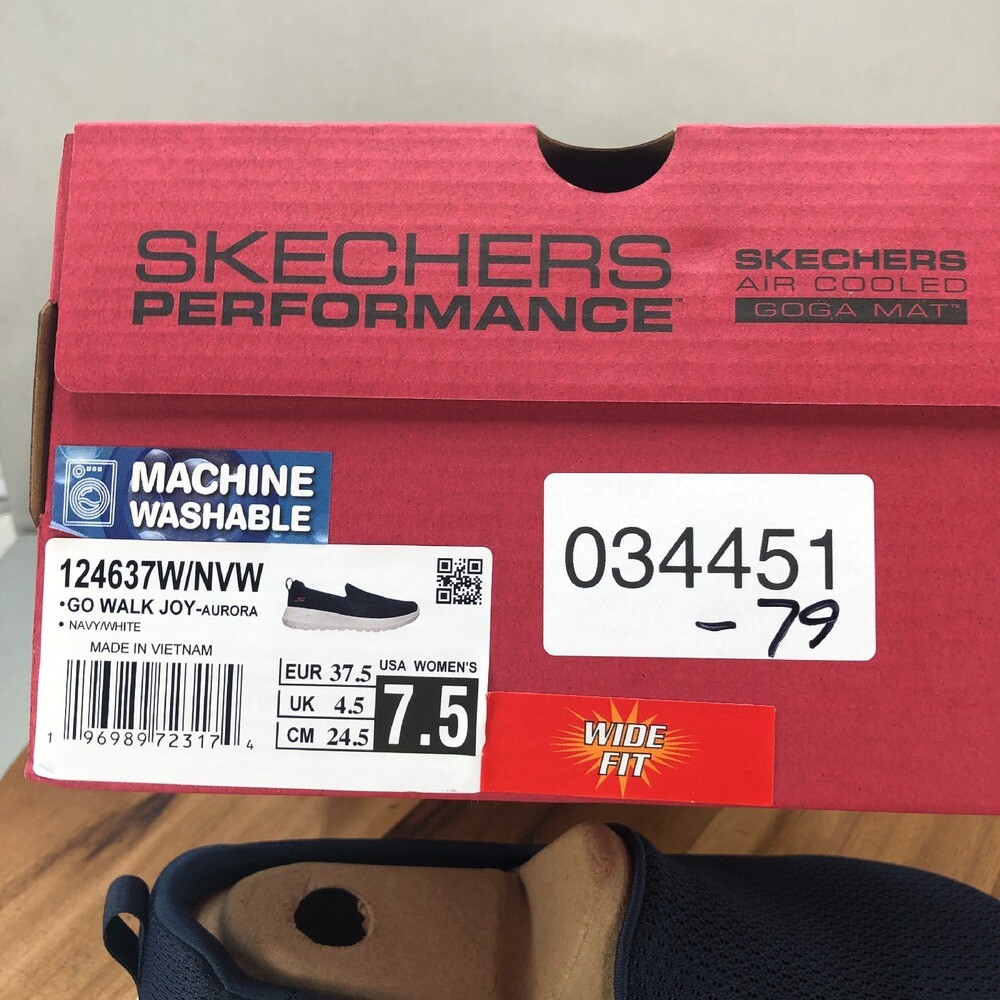 SKECHERS
PERFORMANCE™
SKECHERS
AIR COOLED
GOGA MAT™
MACHINE
WASHABLE
124637W/NVW
•GO WALK JOY-AURORA
• NAVY/WHITE
MADE IN VIETNAM
1 96989 72317 4
EUR 37.5
UK 4.5
CM 24.5
USA WOMEN'S
7.5
034451
-79
WIDE
FIT